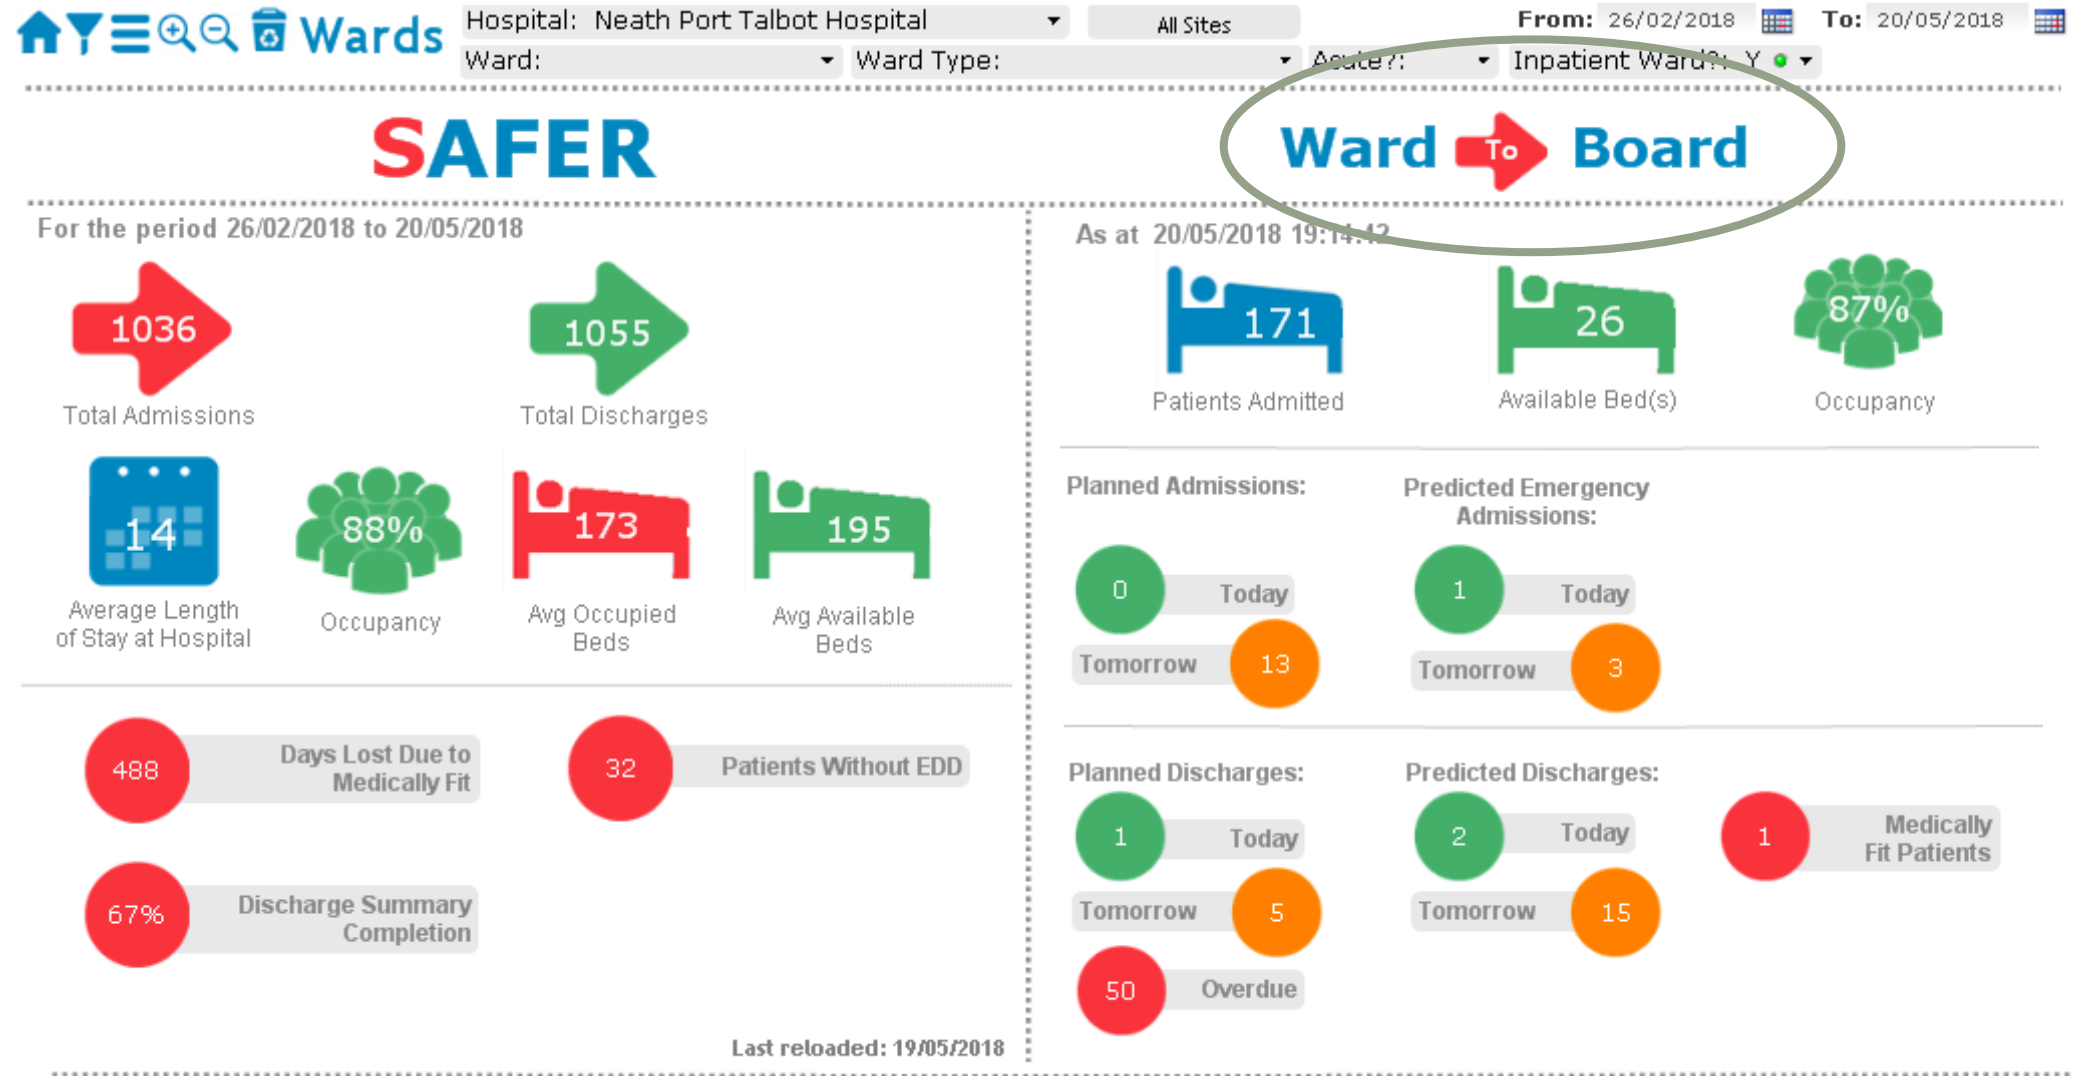 Wards
Hospital: Neath Port Talbot Hospital
All Sites
From: 26/02/2018 To: 20/05/2018
Ward: Ward Type: Acute?: Inpatient Ward?: Y
SAFER
Ward To Board
For the period 26/02/2018 to 20/05/2018
1036
Total Admissions
1055
Total Discharges
14
Average Length
of Stay at Hospital
88%
Occupancy
173
Avg Occupied
Beds
195
Avg Available
Beds
488
Days Lost Due to
Medically Fit
32
Patients Without EDD
67%
Discharge Summary
Completion
Last reloaded: 19/05/2018
As at 20/05/2018 19:14:42
171
Patients Admitted
26
Available Bed(s)
87%
Occupancy
Planned Admissions:
0 Today
Tomorrow 13
Predicted Emergency
Admissions:
1 Today
Tomorrow 3
Planned Discharges:
1 Today
Tomorrow 5
50 Overdue
Predicted Discharges:
2 Today
Tomorrow 15
1
Medically
Fit Patients